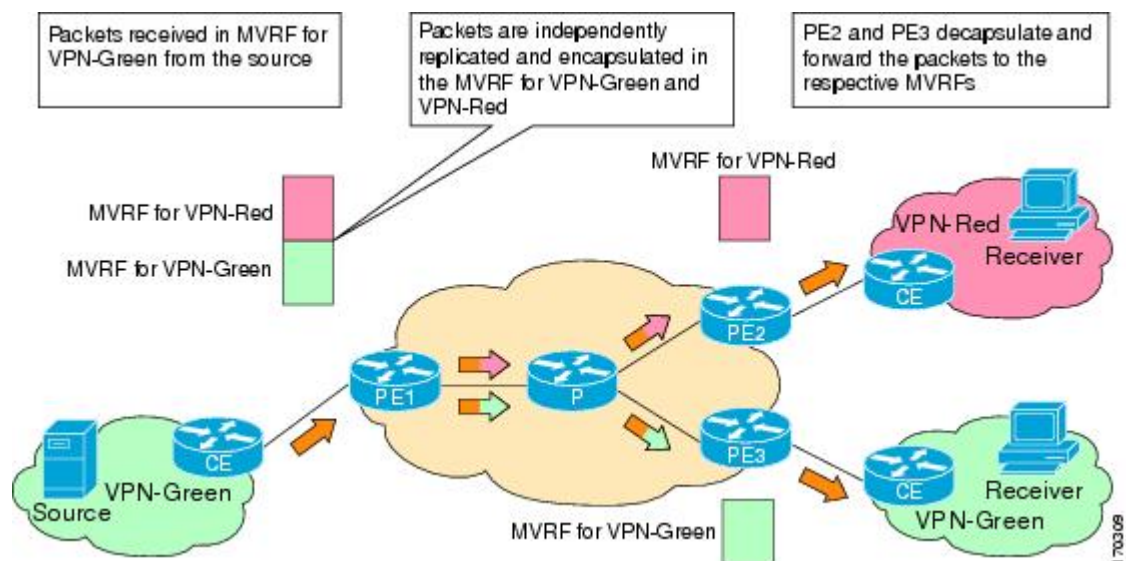 Packets received in MVRF for
VPN-Green from the source
Packets are independently
replicated and encapsulated in
the MVRF for VPN-Green and
VPN-Red
PE2 and PE3 decapsulate and
forward the packets to the
respective MVRFs
MVRF for VPN-Red
MVRF for VPN-Green
MVRF for VPN-Red
VPN-Red
Receiver
CE
PE2
PE1
P
PE3
CE
VPN-Green
Source
CE
Receiver
VPN-Green
MVRF for VPN-Green
170309